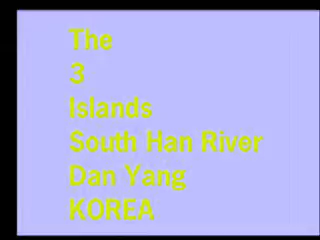 The
3
Islands
South Han River
Dan Yang
KOREA